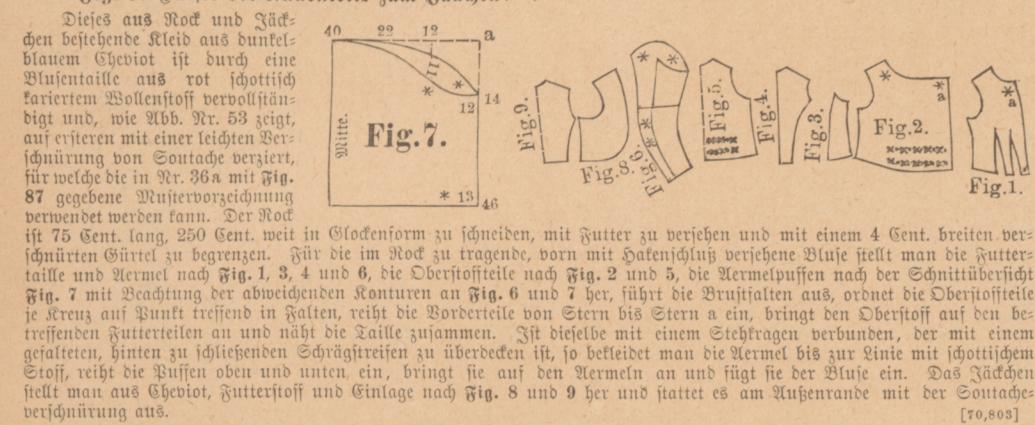 Dieſes aus Rock und Jäck⸗
chen beſtehende Kleid aus dunkel⸗
blauem Cheviot iſt durch eine
Bluſentaille aus rot ſchottiſch
kariertem Wollenſtoff vervollſtän⸗
digt und, wie Abb. Nr. 53 zeigt,
auf erſteren mit einer leichten Ver⸗
ſchnürung von Soutache verziert,
für welche die in Nr. 36a mit Fig.
87 gegebene Muſtervorzeichnung
verwendet werden kann. Der Rock
iſt 75 Cent. lang, 250 Cent. weit in Glockenform zu ſchneiden, mit Futter zu verſehen und mit einem 4 Cent. breiten ver⸗
ſchnürten Gürtel zu begrenzen. Für die im Rock zu tragende, vorn mit Hakenſchluß verſehene Bluſe ſtellt man die Futter⸗
taille und Aermel nach Fig. 1, 3, 4 und 6, die Oberſtoffteile nach Fig. 2 und 5, die Aermelpuffen nach der Schnittüberſicht
Fig. 7 mit Beachtung der abweichenden Konturen an Fig. 6 und 7 her, führt die Bruſtfalten aus, ordnet die Oberſtoffteile
je Kreuz auf Punkt treffend in Falten, reiht die Vorderteile von Stern bis Stern a ein, bringt den Oberſtoff auf den be⸗
treffenden Futterteilen an und näht die Taille zuſammen. Iſt dieſelbe mit einem Stehkragen verbunden, der mit einem
gefalteten, hinten zu ſchließenden Schrägſtreifen zu überdecken iſt, ſo bekleidet man die Aermel bis zur Linie mit ſchottiſchem
Stoff, reiht die Puffen oben und unten ein, bringt ſie auf den Aermeln an und fügt ſie der Bluſe ein. Das Jäckchen
ſtellt man aus Cheviot, Futterſtoff und Einlage nach Fig. 8 und 9 her und ſtattet es am Außenrande mit der Soutache⸗
verſchnürung aus.
[70,803]
40 22 12 a
11
*
*
12 14
Mitte.
Fig.7.
* 13 46
Fig.9.
Fig.8.
Fig.6.
Fig.5.
Fig.4.
Fig.3.
Fig.2.
Fig.1.